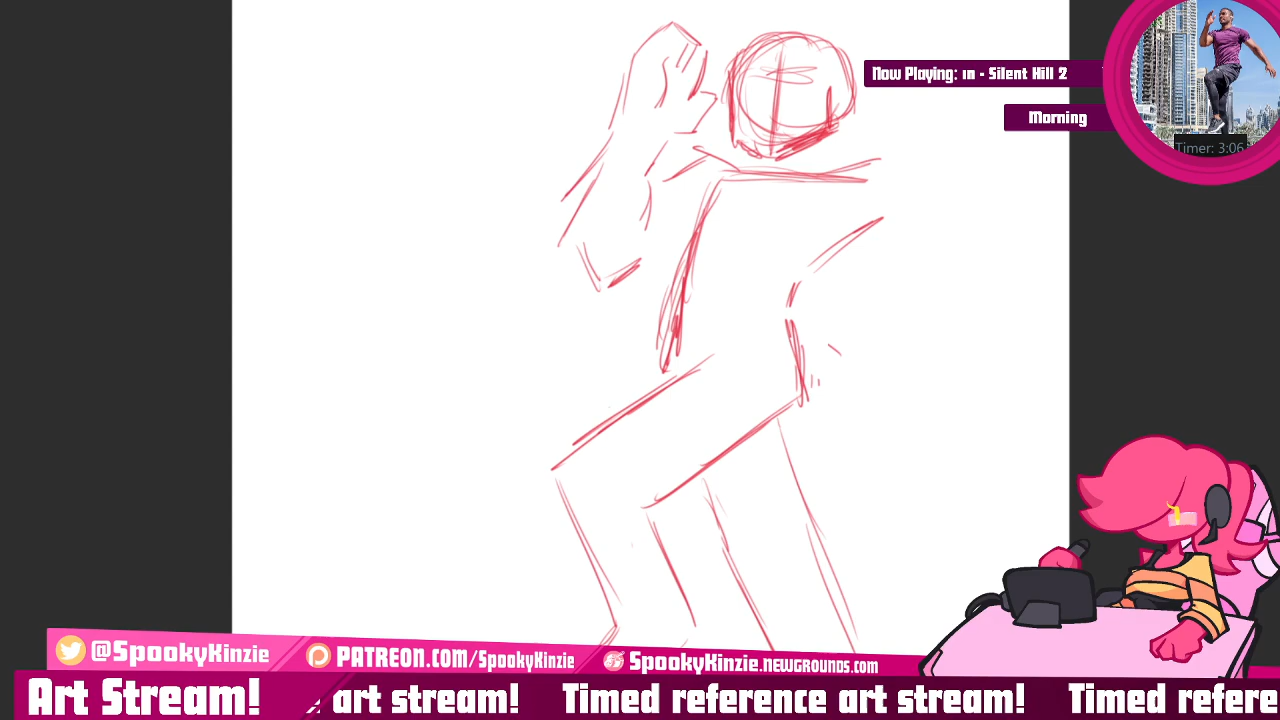 Now Playing: in - Silent Hill 2
Morning
Timer: 3:06
@SpookyKinzie
PATREON.COM/SpookyKinzie
SpookyKinzie.NEWGROUNDS.com
Art Stream!
art stream! Timed reference art stream! Timed refere